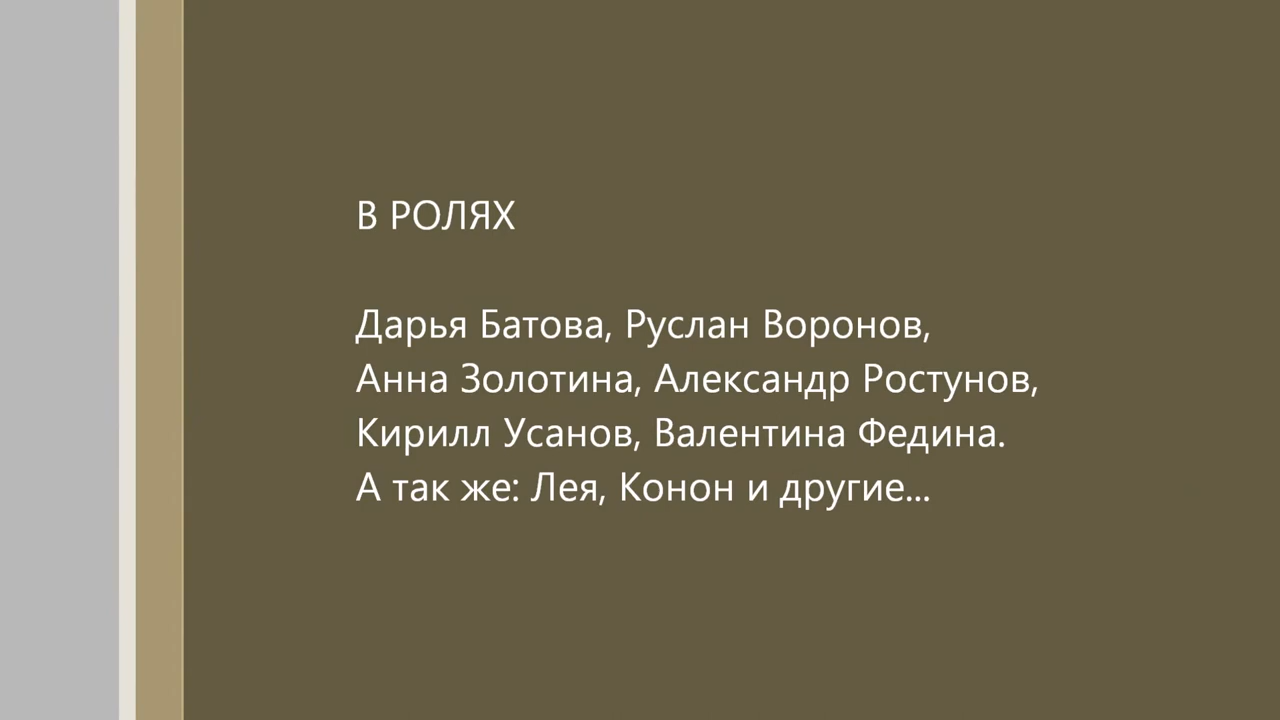 В РОЛЯХ
Дарья Батова, Руслан Воронов,
Анна Золотина, Александр Ростунов,
Кирилл Усанов, Валентина Федина.
А так же: Лея, Конон и другие...